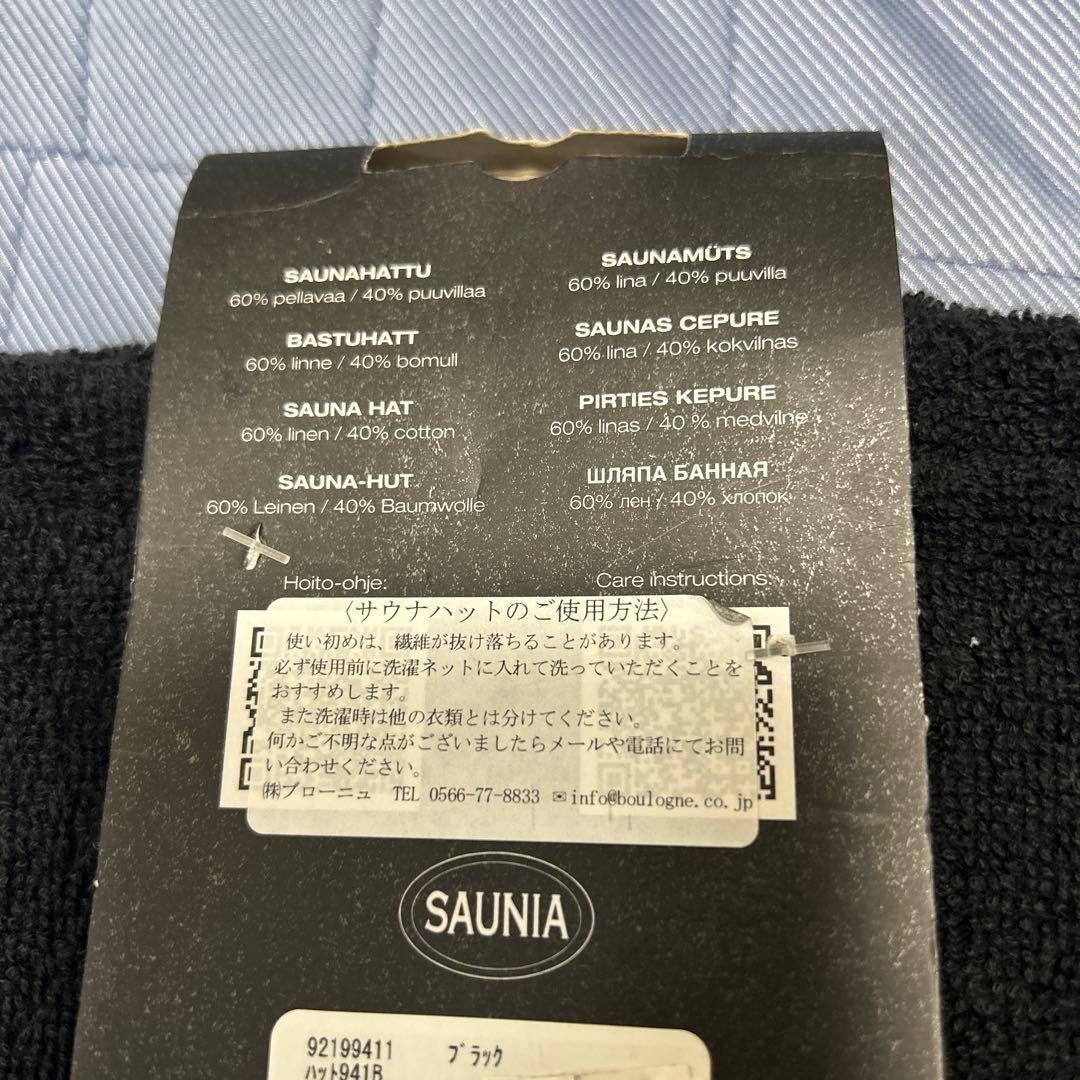 SAUNAHATTU
60% pellavaa / 40% puuvillaa
BASTUHATT
60% linne / 40% bomull
SAUNA HAT
60% linen / 40% cotton
SAUNA-HUT
60% Leinen / 40% Baumwolle
SAUNAMÜTS
60% lina / 40% puuvilla
SAUNAS CEPURE
60% lina / 40% kokvilnas
PIRTIES KEPURE
60% linas / 40 % medvilne
ШЛЯПА БАННАЯ
60% лен / 40% хлопок
Hoito-ohje:
Care instructions:
〈サウナハットのご使用方法〉
使い初めは、繊維が抜け落ちることがあります。
必ず使用前に洗濯ネットに入れて洗っていただくことを
おすすめします。
また洗濯時は他の衣類とは分けてください。
何かご不明な点がございましたらメールや電話にてお問
い合わせください。
㈱ブローニュ TEL 0566-77-8833 ✉info@boulogne.co.jp
SAUNIA
92199411 ブラック
ハット941B